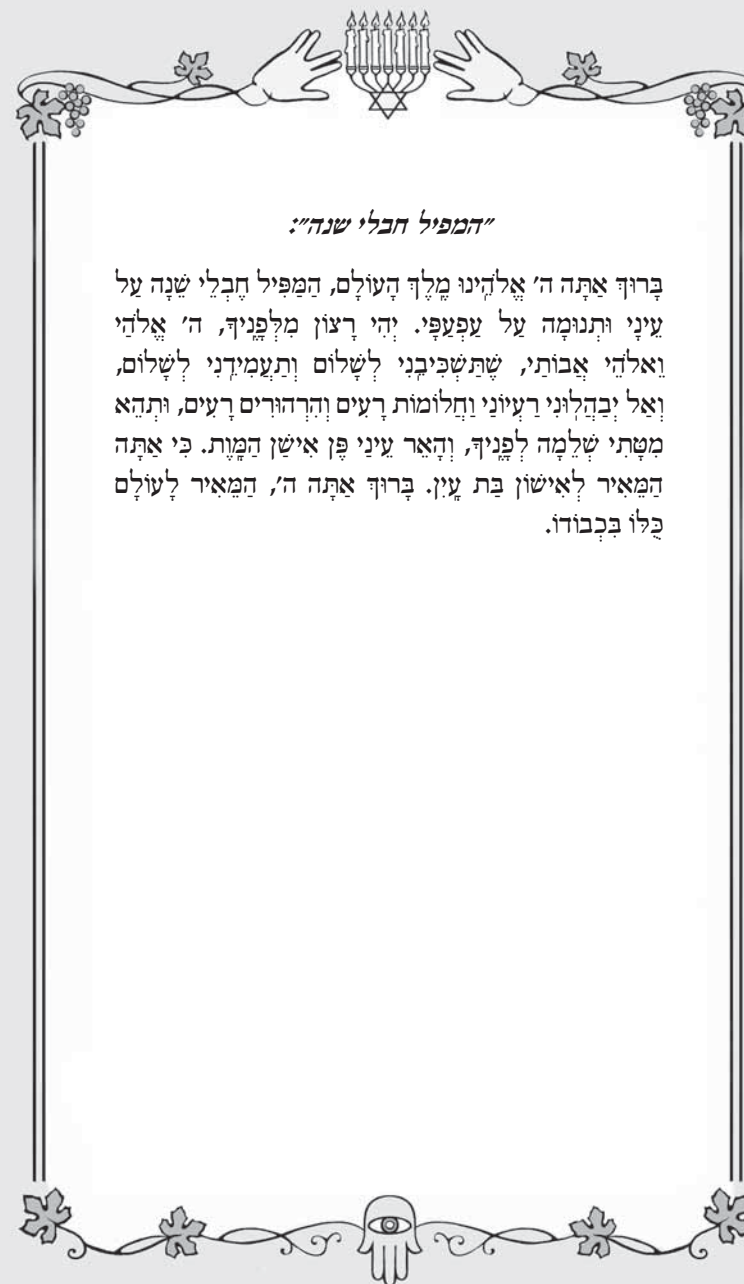 "המפיל חבלי שנה":
בָּרוּךְ אַתָּה ה' אֱלֹהֵינוּ מֶלֶךְ הָעוֹלָם, הַמַּפִּיל חֶבְלֵי שֵׁנָה עַל
עֵינָי וּתְנוּמָה עַל עַפְעַפָּי. יְהִי רָצוֹן מִלְּפָנֶיךָ, ה' אֱלֹהַי
וֵאלֹהֵי אֲבוֹתַי, שֶׁתַּשְׁכִּיבֵנִי לְשָׁלוֹם וְתַעֲמִידֵנִי לְשָׁלוֹם,
וְאַל יְבַהֲלוּנִי רַעְיוֹנַי וַחֲלוֹמוֹת רָעִים וְהִרְהוּרִים רָעִים, וּתְהֵא
מִטָּתִי שְׁלֵמָה לְפָנֶיךָ, וְהָאֵר עֵינַי פֶּן אִישַׁן הַמָּוֶת. כִּי אַתָּה
הַמֵּאִיר לְאִישׁוֹן בַּת עָיִן. בָּרוּךְ אַתָּה ה', הַמֵּאִיר לָעוֹלָם
כֻּלּוֹ בִּכְבוֹדוֹ.